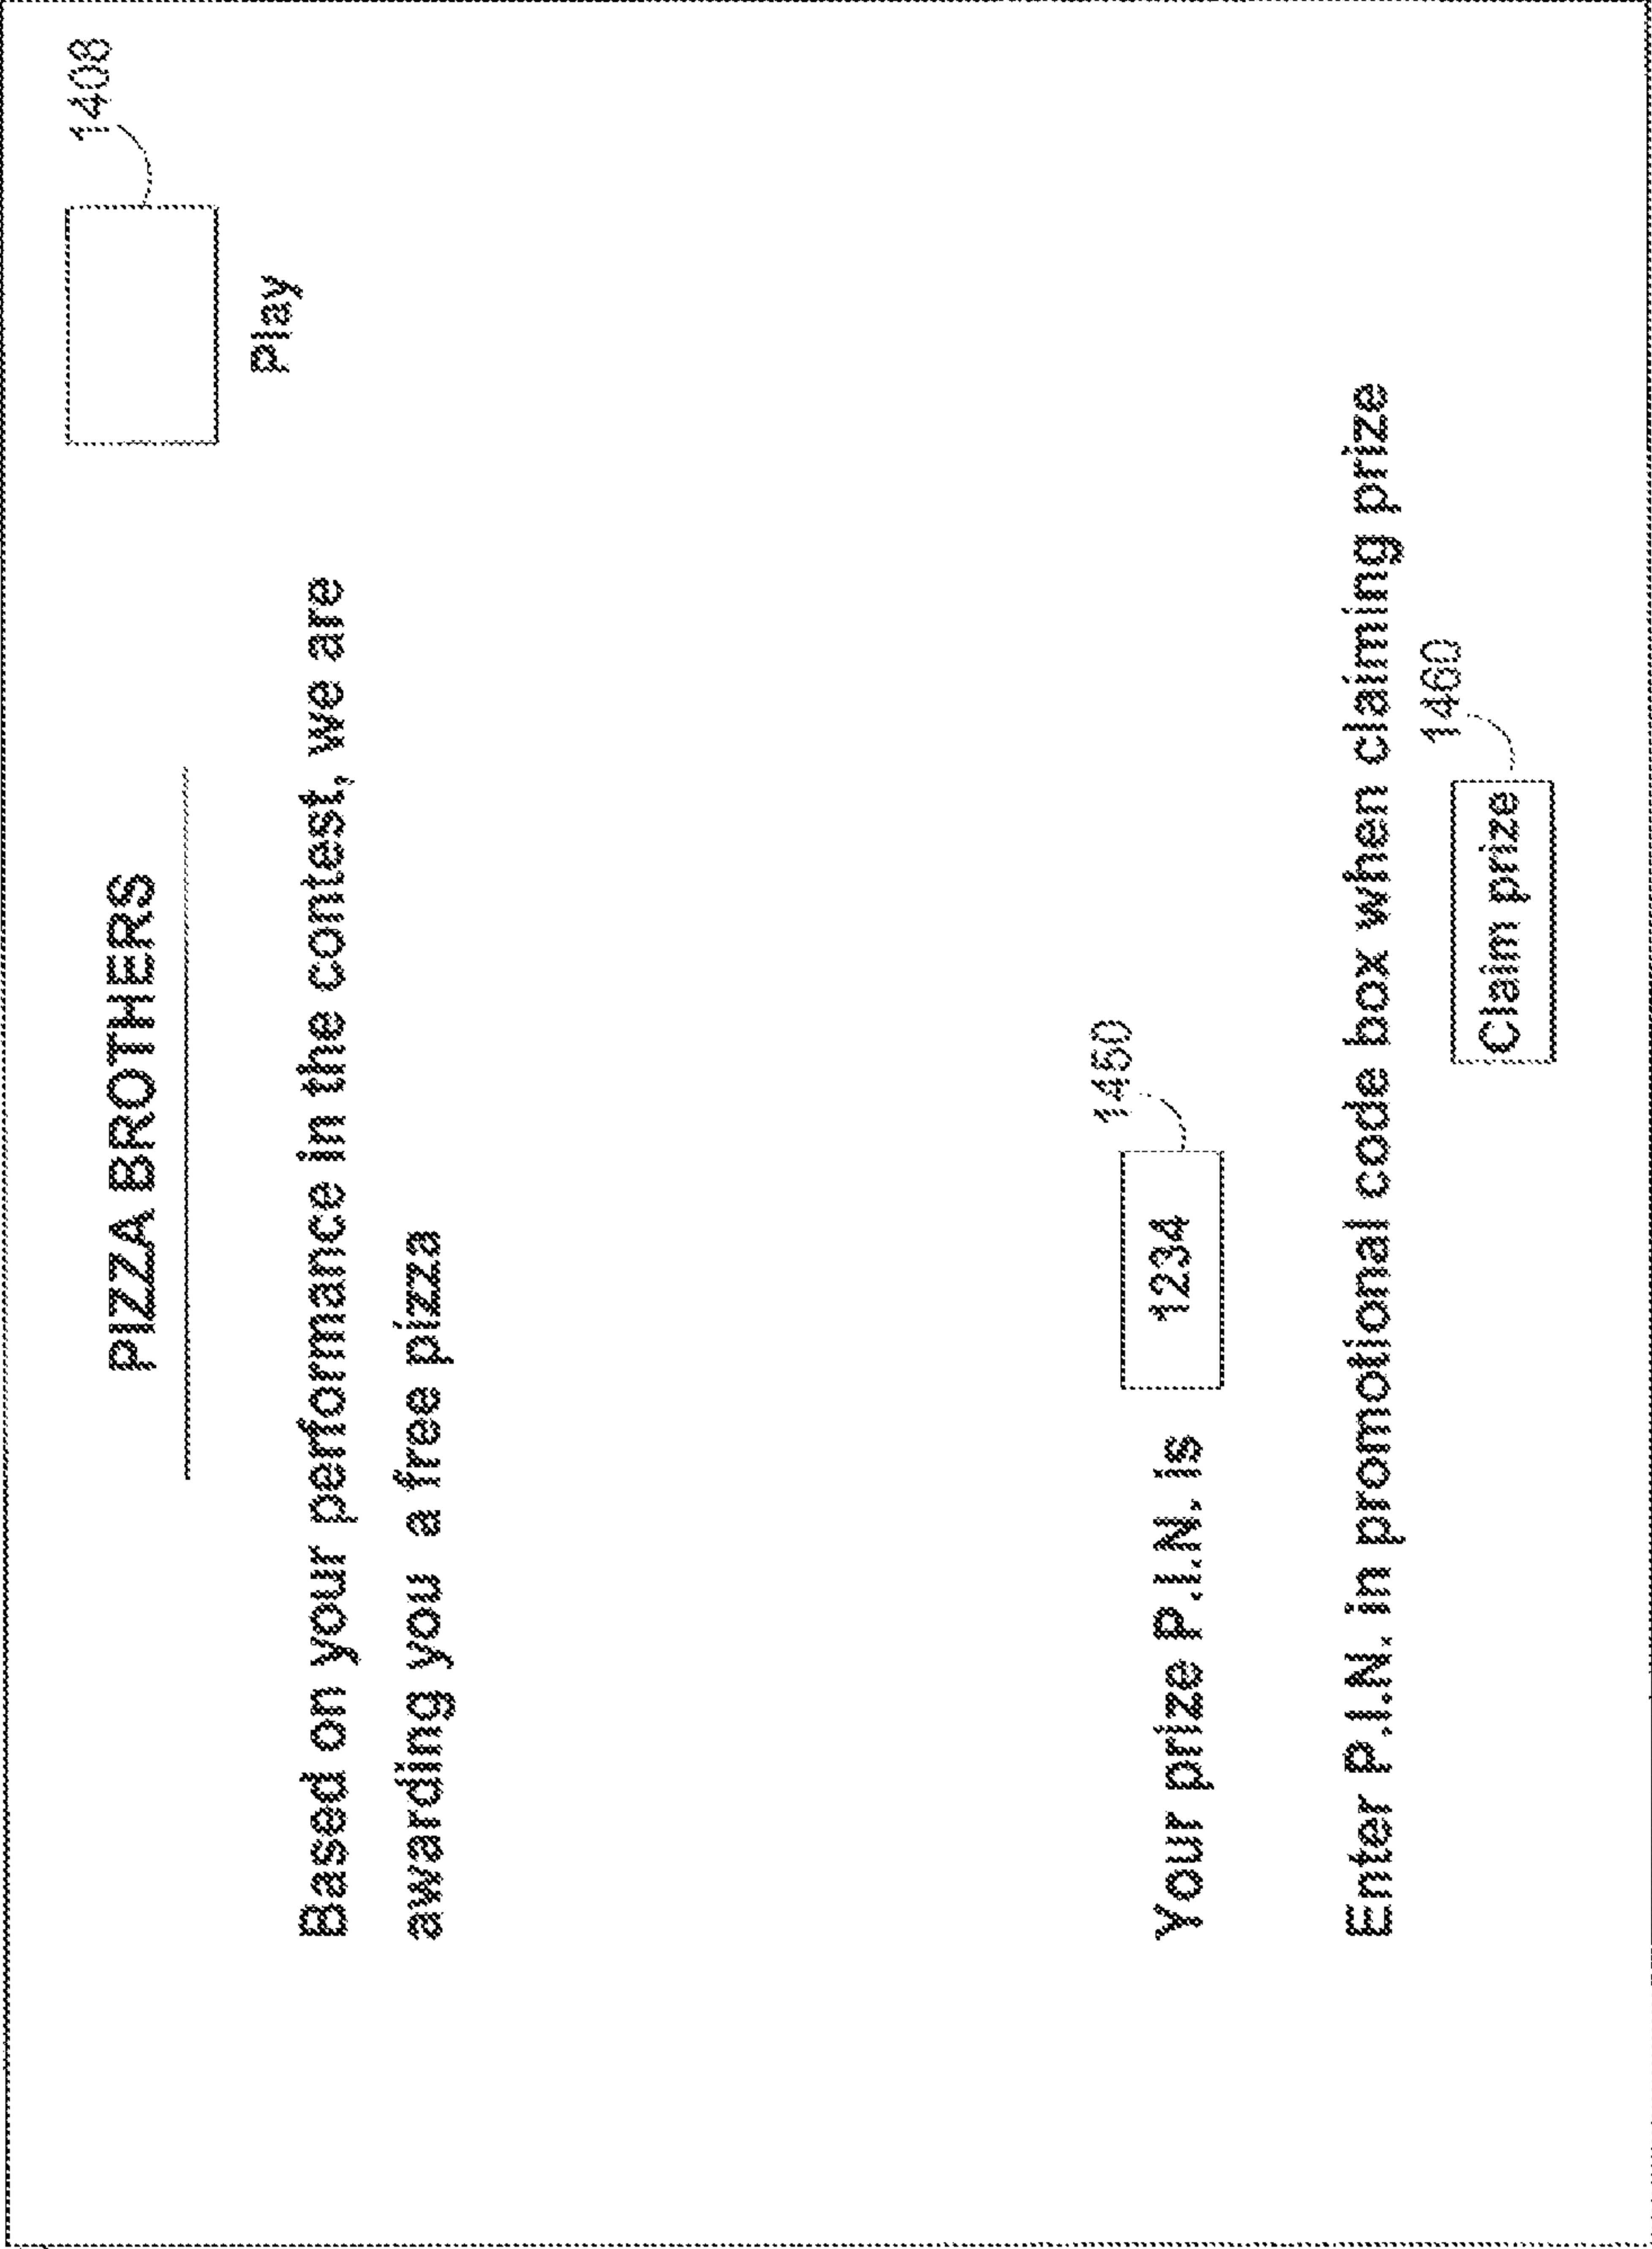 1408
PIZZA BROTHERS
Play
Based on your performance in the contest, we are
awarding you a free pizza
1450
Your prize P.I.N. is 1234
Enter P.I.N. in promotional code box when claiming prize
1460
Claim prize